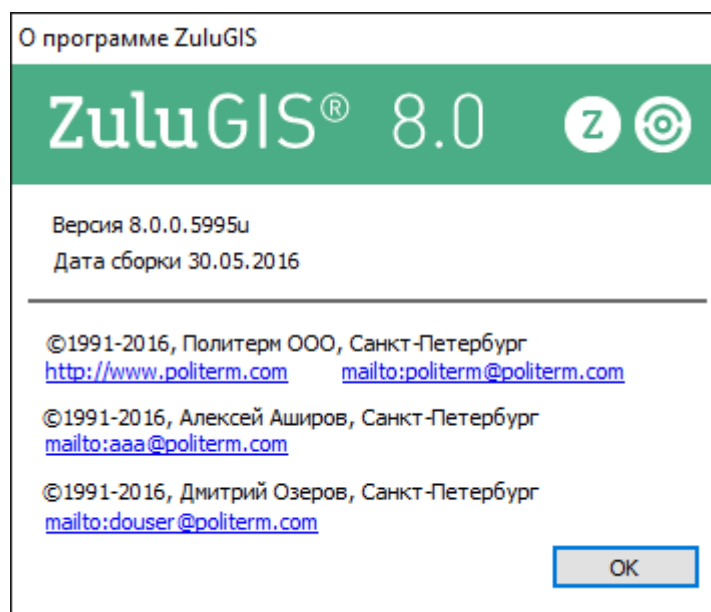 О программе ZuluGIS
ZuluGIS® 8.0 Z
Версия 8.0.0.5995u
Дата сборки 30.05.2016
©1991-2016, Политерм ООО, Санкт-Петербург
http://www.politerm.com mailto:politerm@politerm.com
©1991-2016, Алексей Аширов, Санкт-Петербург
mailto:aaa@politerm.com
©1991-2016, Дмитрий Озеров, Санкт-Петербург
mailto:douser@politerm.com
OK